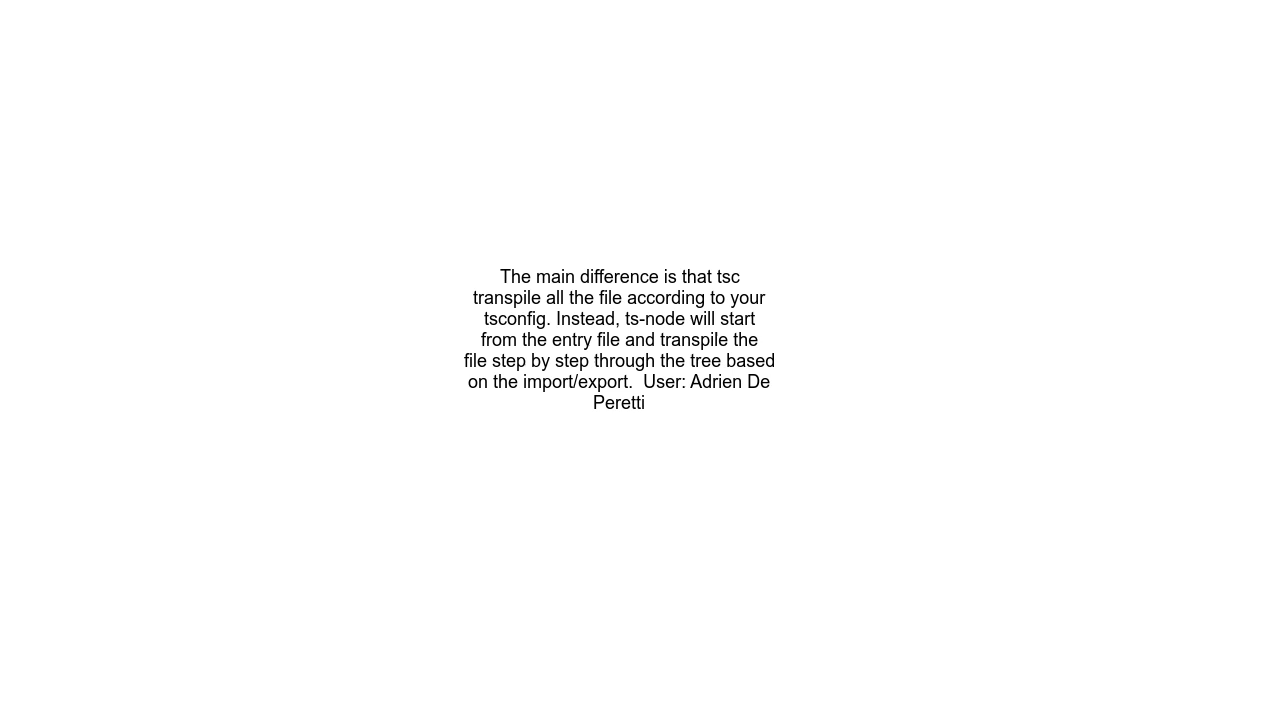 The main difference is that tsc
transpile all the file according to your
tsconfig. Instead, ts-node will start
from the entry file and transpile the
file step by step through the tree based
on the import/export.  User: Adrien De
Peretti